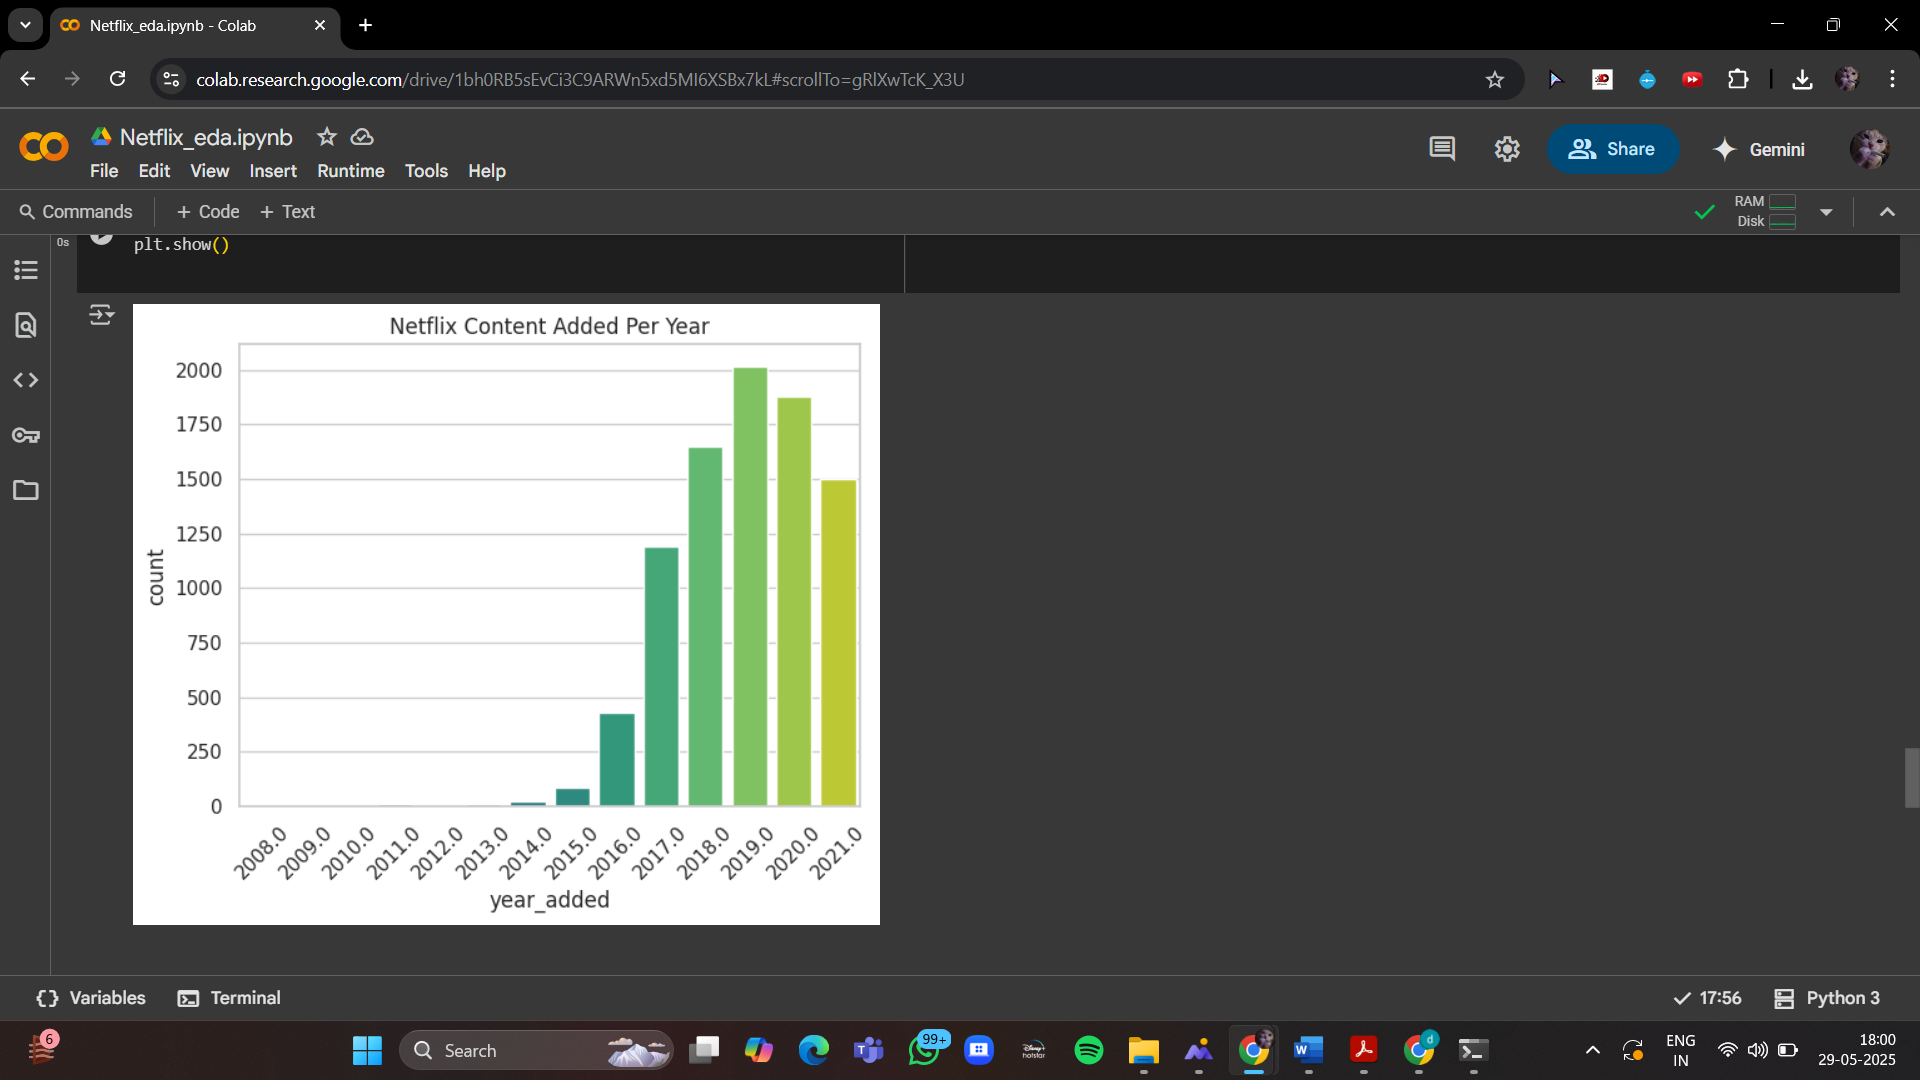 Netflix_eda.ipynb - Colab
colab.research.google.com/drive/1bh0RB5sEvCi3C9ARWn5xd5MI6XSBx7kL#scrollTo=gRlXwTcK_X3U
Netflix_eda.ipynb
File Edit View Insert Runtime Tools Help
Share
Gemini
Commands + Code + Text
RAM
Disk
0s
plt.show()
Netflix Content Added Per Year
2000
1750
1500
1250
1000
750
500
250
0
count
2008.0 2009.0 2010.0 2011.0 2012.0 2013.0 2014.0 2015.0 2016.0 2017.0 2018.0 2019.0 2020.0 2021.0
year_added
Variables Terminal
17:56 Python 3
6
Search
99+
Disney+ hotstar
d
ENG
IN
18:00
29-05-2025